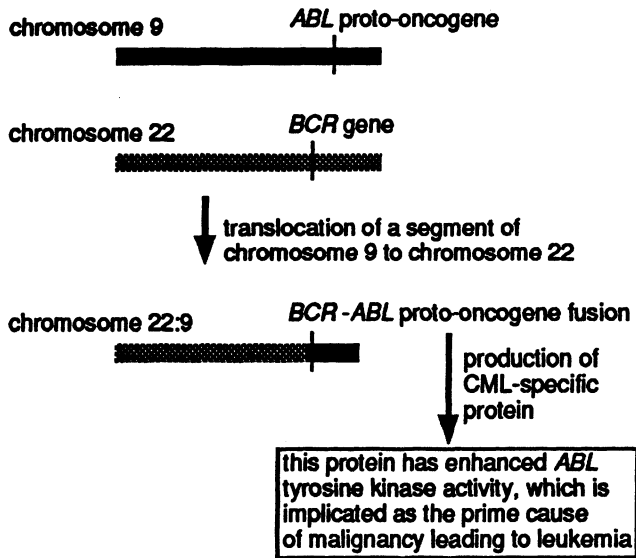 chromosome 9
ABL proto-oncogene
chromosome 22
BCR gene
translocation of a segment of
chromosome 9 to chromosome 22
chromosome 22:9
BCR-ABL proto-oncogene fusion
production of
CML-specific
protein
this protein has enhanced ABL
tyrosine kinase activity, which is
implicated as the prime cause
of malignancy leading to leukemia